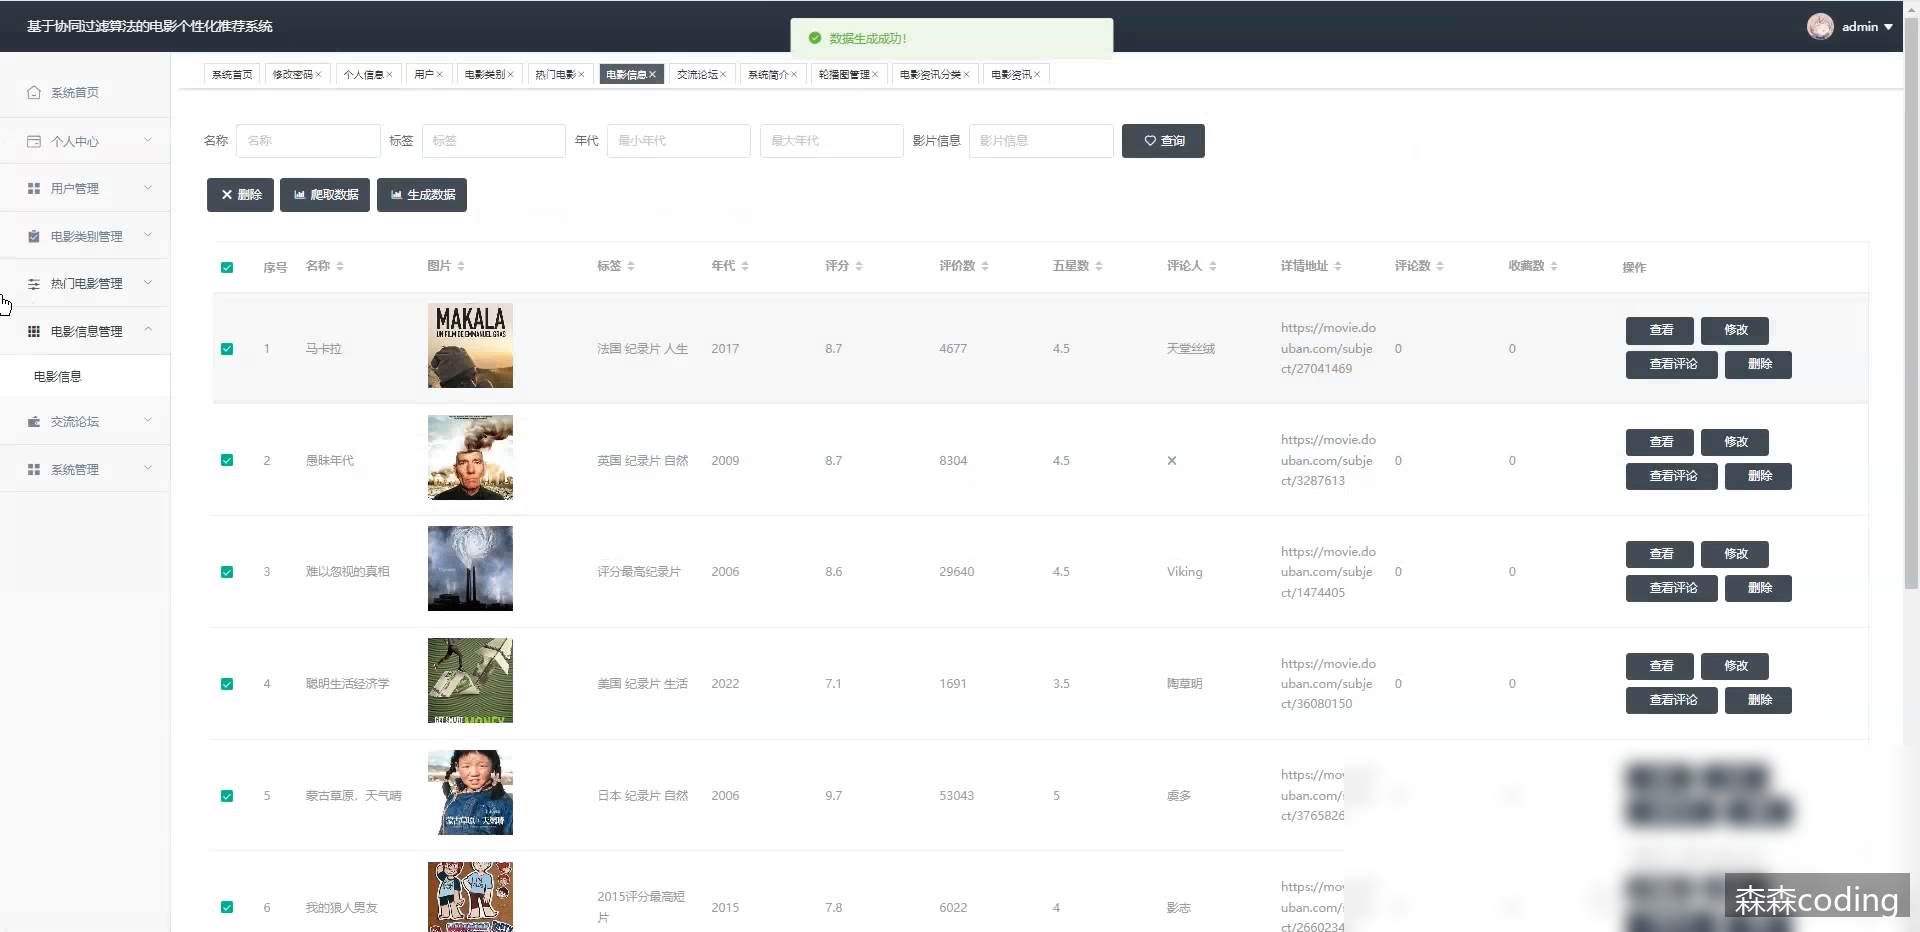 基于协同过滤算法的电影个性化推荐系统
数据生成成功！
admin
系统首页 修改密码 个人信息 用户 电影类别 热门电影 电影信息 交流论坛 系统简介 轮播图管理 电影资讯分类 电影资讯
系统首页
个人中心
用户管理
电影类别管理
热门电影管理
电影信息管理
电影信息
交流论坛
系统管理
名称 名称 标签 标签 年代 最小年代 最大年代 影片信息 影片信息 查询
删除 爬取数据 生成数据
序号 名称 图片 标签 年代 评分 评价数 五星数 评论人 详情地址 评论数 收藏数 操作
MAKALA
UN FILM DE EMMANUEL GRAS
1 马卡拉 法国 纪录片 人生 2017 8.7 4677 4.5 天堂丝绒 https://movie.do
uban.com/subje
ct/27041469 0 0 查看 修改
查看评论 删除
2 愚昧年代 英国 纪录片 自然 2009 8.7 8304 4.5 ✕ https://movie.do
uban.com/subje
ct/3287613 0 0 查看 修改
查看评论 删除
3 难以忽视的真相 评分最高纪录片 2006 8.6 29640 4.5 Viking https://movie.do
uban.com/subje
ct/1474405 0 0 查看 修改
查看评论 删除
4 聪明生活经济学 美国 纪录片 生活 2022 7.1 1691 3.5 陶草明 https://movie.do
uban.com/subje
ct/36080150 0 0 查看 修改
查看评论 删除
GET SMART MONEY
5 蒙古草原，天气晴 日本 纪录片 自然 2006 9.7 53043 5 虞多 https://mov
uban.com/
ct/3765826
蒙古草原，天气晴
6 我的狼人男友 2015评分最高短
片 2015 7.8 6022 4 影志 https://mov
uban.com/
ct/2660234
森森coding